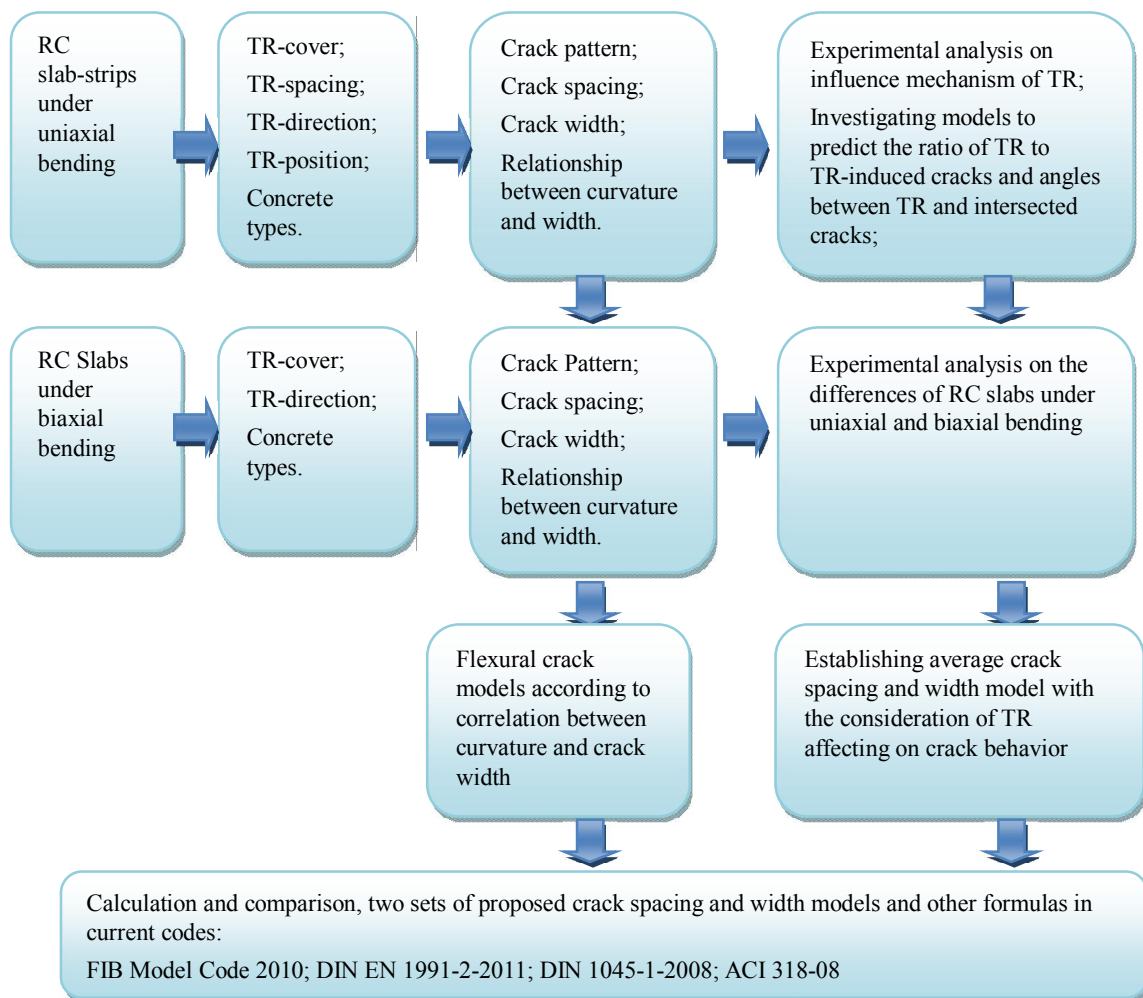 RC
slab-strips
under
uniaxial
bending
TR-cover;
TR-spacing;
TR-direction;
TR-position;
Concrete
types.
Crack pattern;
Crack spacing;
Crack width;
Relationship
between curvature
and width.
Experimental analysis on
influence mechanism of TR;
Investigating models to
predict the ratio of TR to
TR-induced cracks and angles
between TR and intersected
cracks;
RC Slabs
under
biaxial
bending
TR-cover;
TR-direction;
Concrete
types.
Crack Pattern;
Crack spacing;
Crack width;
Relationship
between curvature
and width.
Experimental analysis on the
differences of RC slabs under
uniaxial and biaxial bending
Flexural crack
models according to
correlation between
curvature and crack
width
Establishing average crack
spacing and width model with
the consideration of TR
affecting on crack behavior
Calculation and comparison, two sets of proposed crack spacing and width models and other formulas in
current codes:
FIB Model Code 2010; DIN EN 1991-2-2011; DIN 1045-1-2008; ACI 318-08